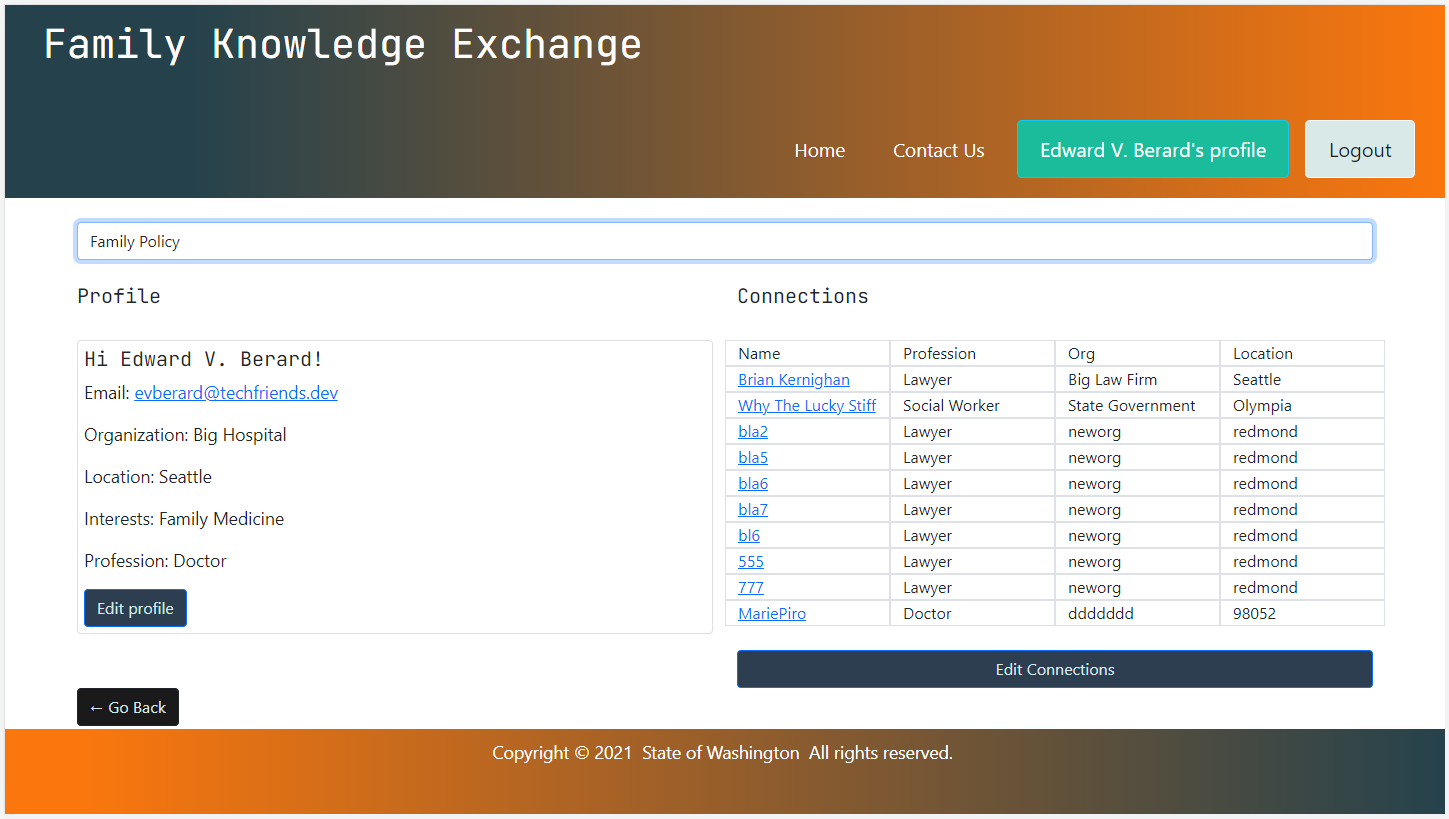 Family Knowledge Exchange
Home Contact Us Edward V. Berard's profile Logout
Family Policy
Profile
Hi Edward V. Berard!
Email: evberard@techfriends.dev
Organization: Big Hospital
Location: Seattle
Interests: Family Medicine
Profession: Doctor
Edit profile
Connections
Name Profession Org Location
Brian Kernighan Lawyer Big Law Firm Seattle
Why The Lucky Stiff Social Worker State Government Olympia
bla2 Lawyer neworg redmond
bla5 Lawyer neworg redmond
bla6 Lawyer neworg redmond
bla7 Lawyer neworg redmond
bl6 Lawyer neworg redmond
555 Lawyer neworg redmond
777 Lawyer neworg redmond
MariePiro Doctor ddddddd 98052
Edit Connections
← Go Back
Copyright © 2021 State of Washington All rights reserved.